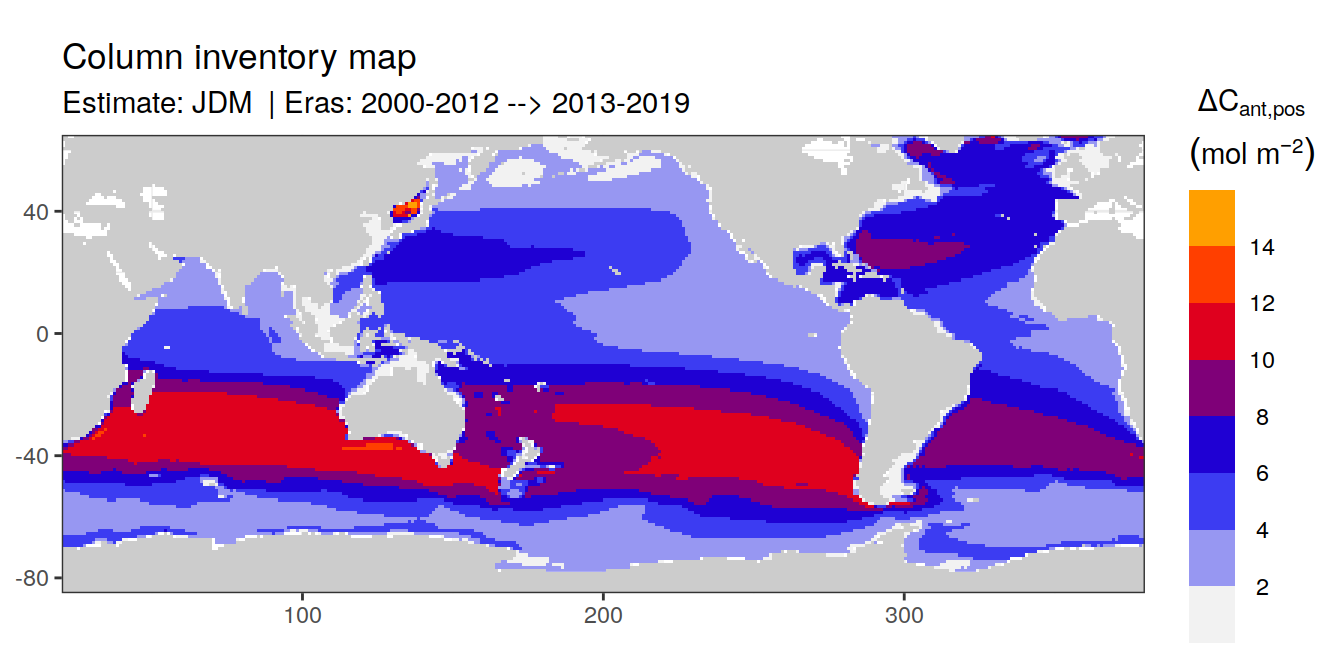 Column inventory map
Estimate: JDM | Eras: 2000-2012 --> 2013-2019
ΔCant,pos
(mol m−2)
14
12
10
8
6
4
2
40
0
-40
-80
100 200 300